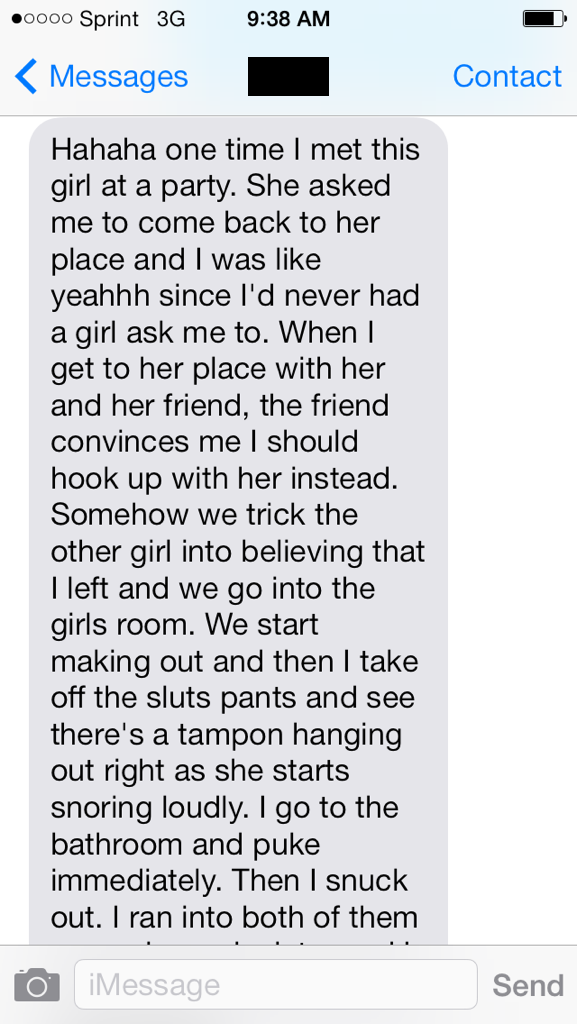 Sprint 3G 9:38 AM
Messages Contact
Hahaha one time I met this
girl at a party. She asked
me to come back to her
place and I was like
yeahhh since I'd never had
a girl ask me to. When I
get to her place with her
and her friend, the friend
convinces me I should
hook up with her instead.
Somehow we trick the
other girl into believing that
I left and we go into the
girls room. We start
making out and then I take
off the sluts pants and see
there's a tampon hanging
out right as she starts
snoring loudly. I go to the
bathroom and puke
immediately. Then I snuck
out. I ran into both of them
iMessage Send